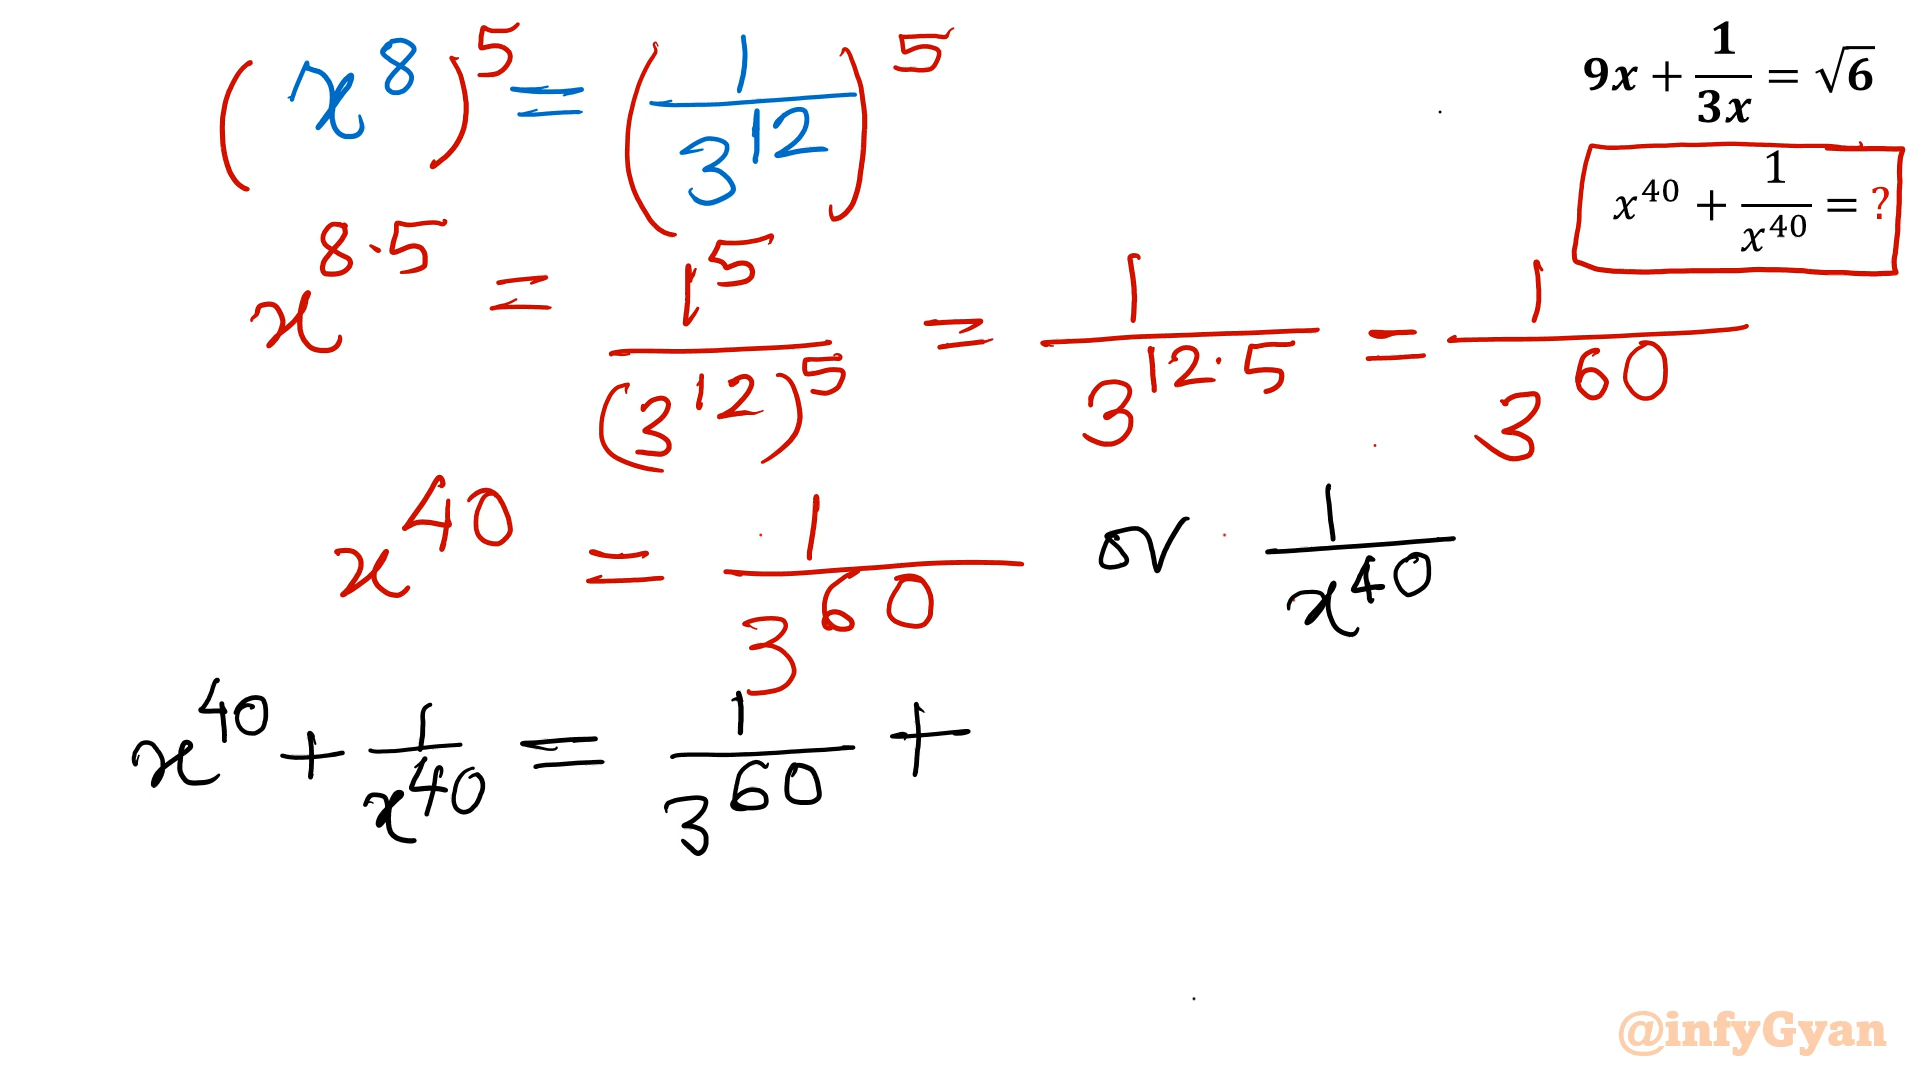 9x + 1/3x = √6
x^40 + 1/x^40 = ?
(x^8)^5 = (1/3^12)^5
x^8·5 = 1^5/(3^12)^5 = 1/3^12·5 = 1/3^60
x^40 = 1/3^60 or 1/x^40
x^40 + 1/x^40 = 1/3^60 +
@infyGyan